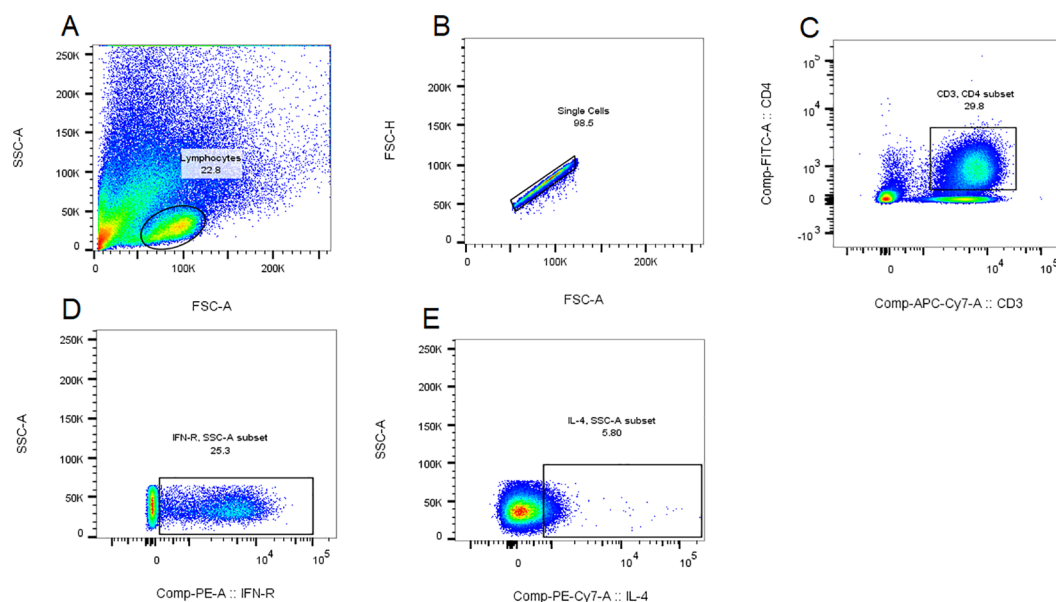 A
SSC-A
250K
200K
150K
100K
50K
0
Lymphocytes
22.8
0
100K
200K
FSC-A
B
FSC-H
250K
200K
150K
100K
50K
0
Single Cells
98.5
0
50K
100K
150K
200K
FSC-A
C
Comp-FITC-A :: CD4
10^5
10^4
10^3
0
-10^3
CD3, CD4 subset
29.8
0
10^4
10^5
Comp-APC-Cy7-A :: CD3
D
SSC-A
250K
200K
150K
100K
50K
0
IFN-R, SSC-A subset
25.3
0
10^4
10^5
Comp-PE-A :: IFN-R
E
SSC-A
250K
200K
150K
100K
50K
0
IL-4, SSC-A subset
5.80
0
10^4
10^5
Comp-PE-Cy7-A :: IL-4